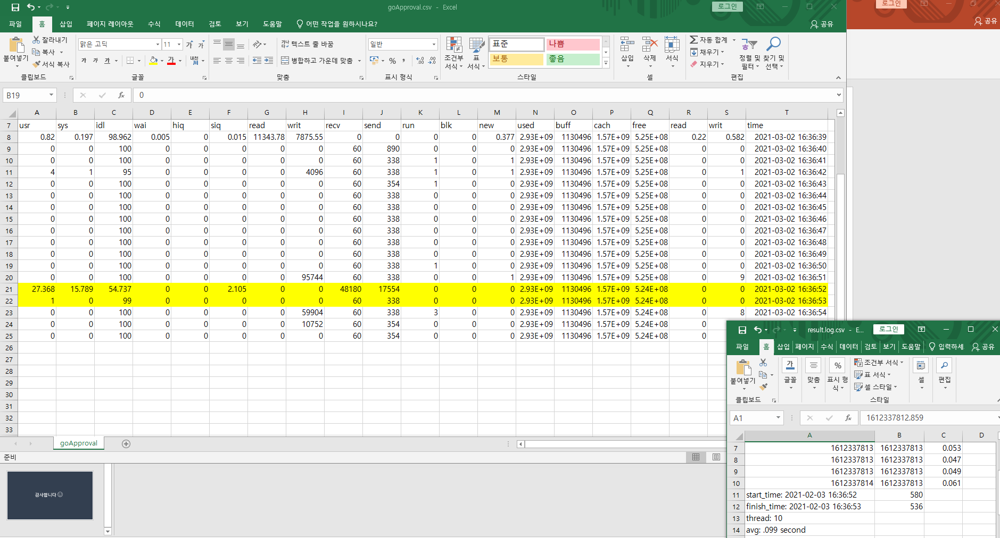 goApproval.csv - Excel
로그인
로그인
파일 홈 삽입 페이지 레이아웃 수식 데이터 검토 보기 도움말 어떤 작업을 원하시나요? 공유
공유
붙여넣기 잘라내기 복사 서식 복사
맑은 고딕 11 가 가
가 가 가 가 내천
텍스트 줄 바꿈
병합하고 가운데 맞춤
일반
% ,
조건부 서식 표 서식
표준 나쁨
보통 좋음
삽입 삭제 서식
자동 합계 채우기 지우기
정렬 및 필터 찾기 및 선택
클립보드 글꼴 맞춤 표시 형식 스타일 셀 편집
B19 fx 0
A B C D E F G H I J K L M N O P Q R S T
7 usr sys idl wai hiq siq read writ recv send run blk new used buff cach free read writ time
8 0.82 0.197 98.962 0.005 0 0.015 11343.78 7875.55 0 0 0 0 0.377 2.93E+09 1130496 1.57E+09 5.25E+08 0.22 0.582 2021-03-02 16:36:39
9 0 0 100 0 0 0 0 0 60 890 0 0 0 2.93E+09 1130496 1.57E+09 5.25E+08 0 0 2021-03-02 16:36:40
10 0 0 100 0 0 0 0 0 60 338 1 0 1 2.93E+09 1130496 1.57E+09 5.25E+08 0 0 2021-03-02 16:36:41
11 4 1 95 0 0 0 0 4096 60 338 1 0 1 2.93E+09 1130496 1.57E+09 5.25E+08 0 1 2021-03-02 16:36:42
12 0 0 100 0 0 0 0 0 60 354 1 0 0 2.93E+09 1130496 1.57E+09 5.25E+08 0 0 2021-03-02 16:36:43
13 0 0 100 0 0 0 0 0 60 338 0 0 0 2.93E+09 1130496 1.57E+09 5.25E+08 0 0 2021-03-02 16:36:44
14 0 0 100 0 0 0 0 0 60 338 0 0 0 2.93E+09 1130496 1.57E+09 5.25E+08 0 0 2021-03-02 16:36:45
15 0 0 100 0 0 0 0 0 60 338 0 0 0 2.93E+09 1130496 1.57E+09 5.25E+08 0 0 2021-03-02 16:36:46
16 0 0 100 0 0 0 0 0 60 338 0 0 0 2.93E+09 1130496 1.57E+09 5.25E+08 0 0 2021-03-02 16:36:47
17 0 0 100 0 0 0 0 0 60 338 0 0 0 2.93E+09 1130496 1.57E+09 5.25E+08 0 0 2021-03-02 16:36:48
18 0 0 100 0 0 0 0 0 60 338 0 0 0 2.93E+09 1130496 1.57E+09 5.25E+08 0 0 2021-03-02 16:36:49
19 0 0 100 0 0 0 0 0 60 338 1 0 0 2.93E+09 1130496 1.57E+09 5.25E+08 0 0 2021-03-02 16:36:50
20 0 0 100 0 0 0 0 95744 60 338 0 0 1 2.93E+09 1130496 1.57E+09 5.25E+08 0 9 2021-03-02 16:36:51
21 27.368 15.789 54.737 0 0 2.105 0 0 48180 17554 0 0 0 2.93E+09 1130496 1.57E+09 5.24E+08 0 0 2021-03-02 16:36:52
22 1 0 99 0 0 0 0 0 60 338 0 0 0 2.93E+09 1130496 1.57E+09 5.24E+08 0 0 2021-03-02 16:36:53
23 0 0 100 0 0 0 0 59904 60 338 3 0 0 2.93E+09 1130496 1.57E+09 5.24E+08 0 8 2021-03-02 16:36:54
24 0 0 100 0 0 0 0 10752 60 354 0 0 0 2.93E+09 1130496 1.57E+09 5.24E+08 0
25 0 0 100 0 0 0 0 0 60 354 0 0 0 2.93E+09 1130496 1.57E+09 5.24E+08 0
26
27
28
29
30
31
32
33
goApproval
준비
감사합니다☺
result.log.csv - E...
로그인
파일 홈 삽입 페이지 수식 데이터 검토 보기 도움말 입력하세 공유
붙여넣기
가 글꼴
맞춤
% 표시 형식
조건부 서식
표 서식
셀 스타일
셀
편집
클립보드 스타일
A1 fx 1612337812.859
A B C D
7 1612337813 1612337813 0.053
8 1612337813 1612337813 0.047
9 1612337813 1612337813 0.049
10 1612337814 1612337813 0.061
11 start_time: 2021-02-03 16:36:52 580
12 finish_time: 2021-02-03 16:36:53 536
13 thread: 10
14 avg: .099 second